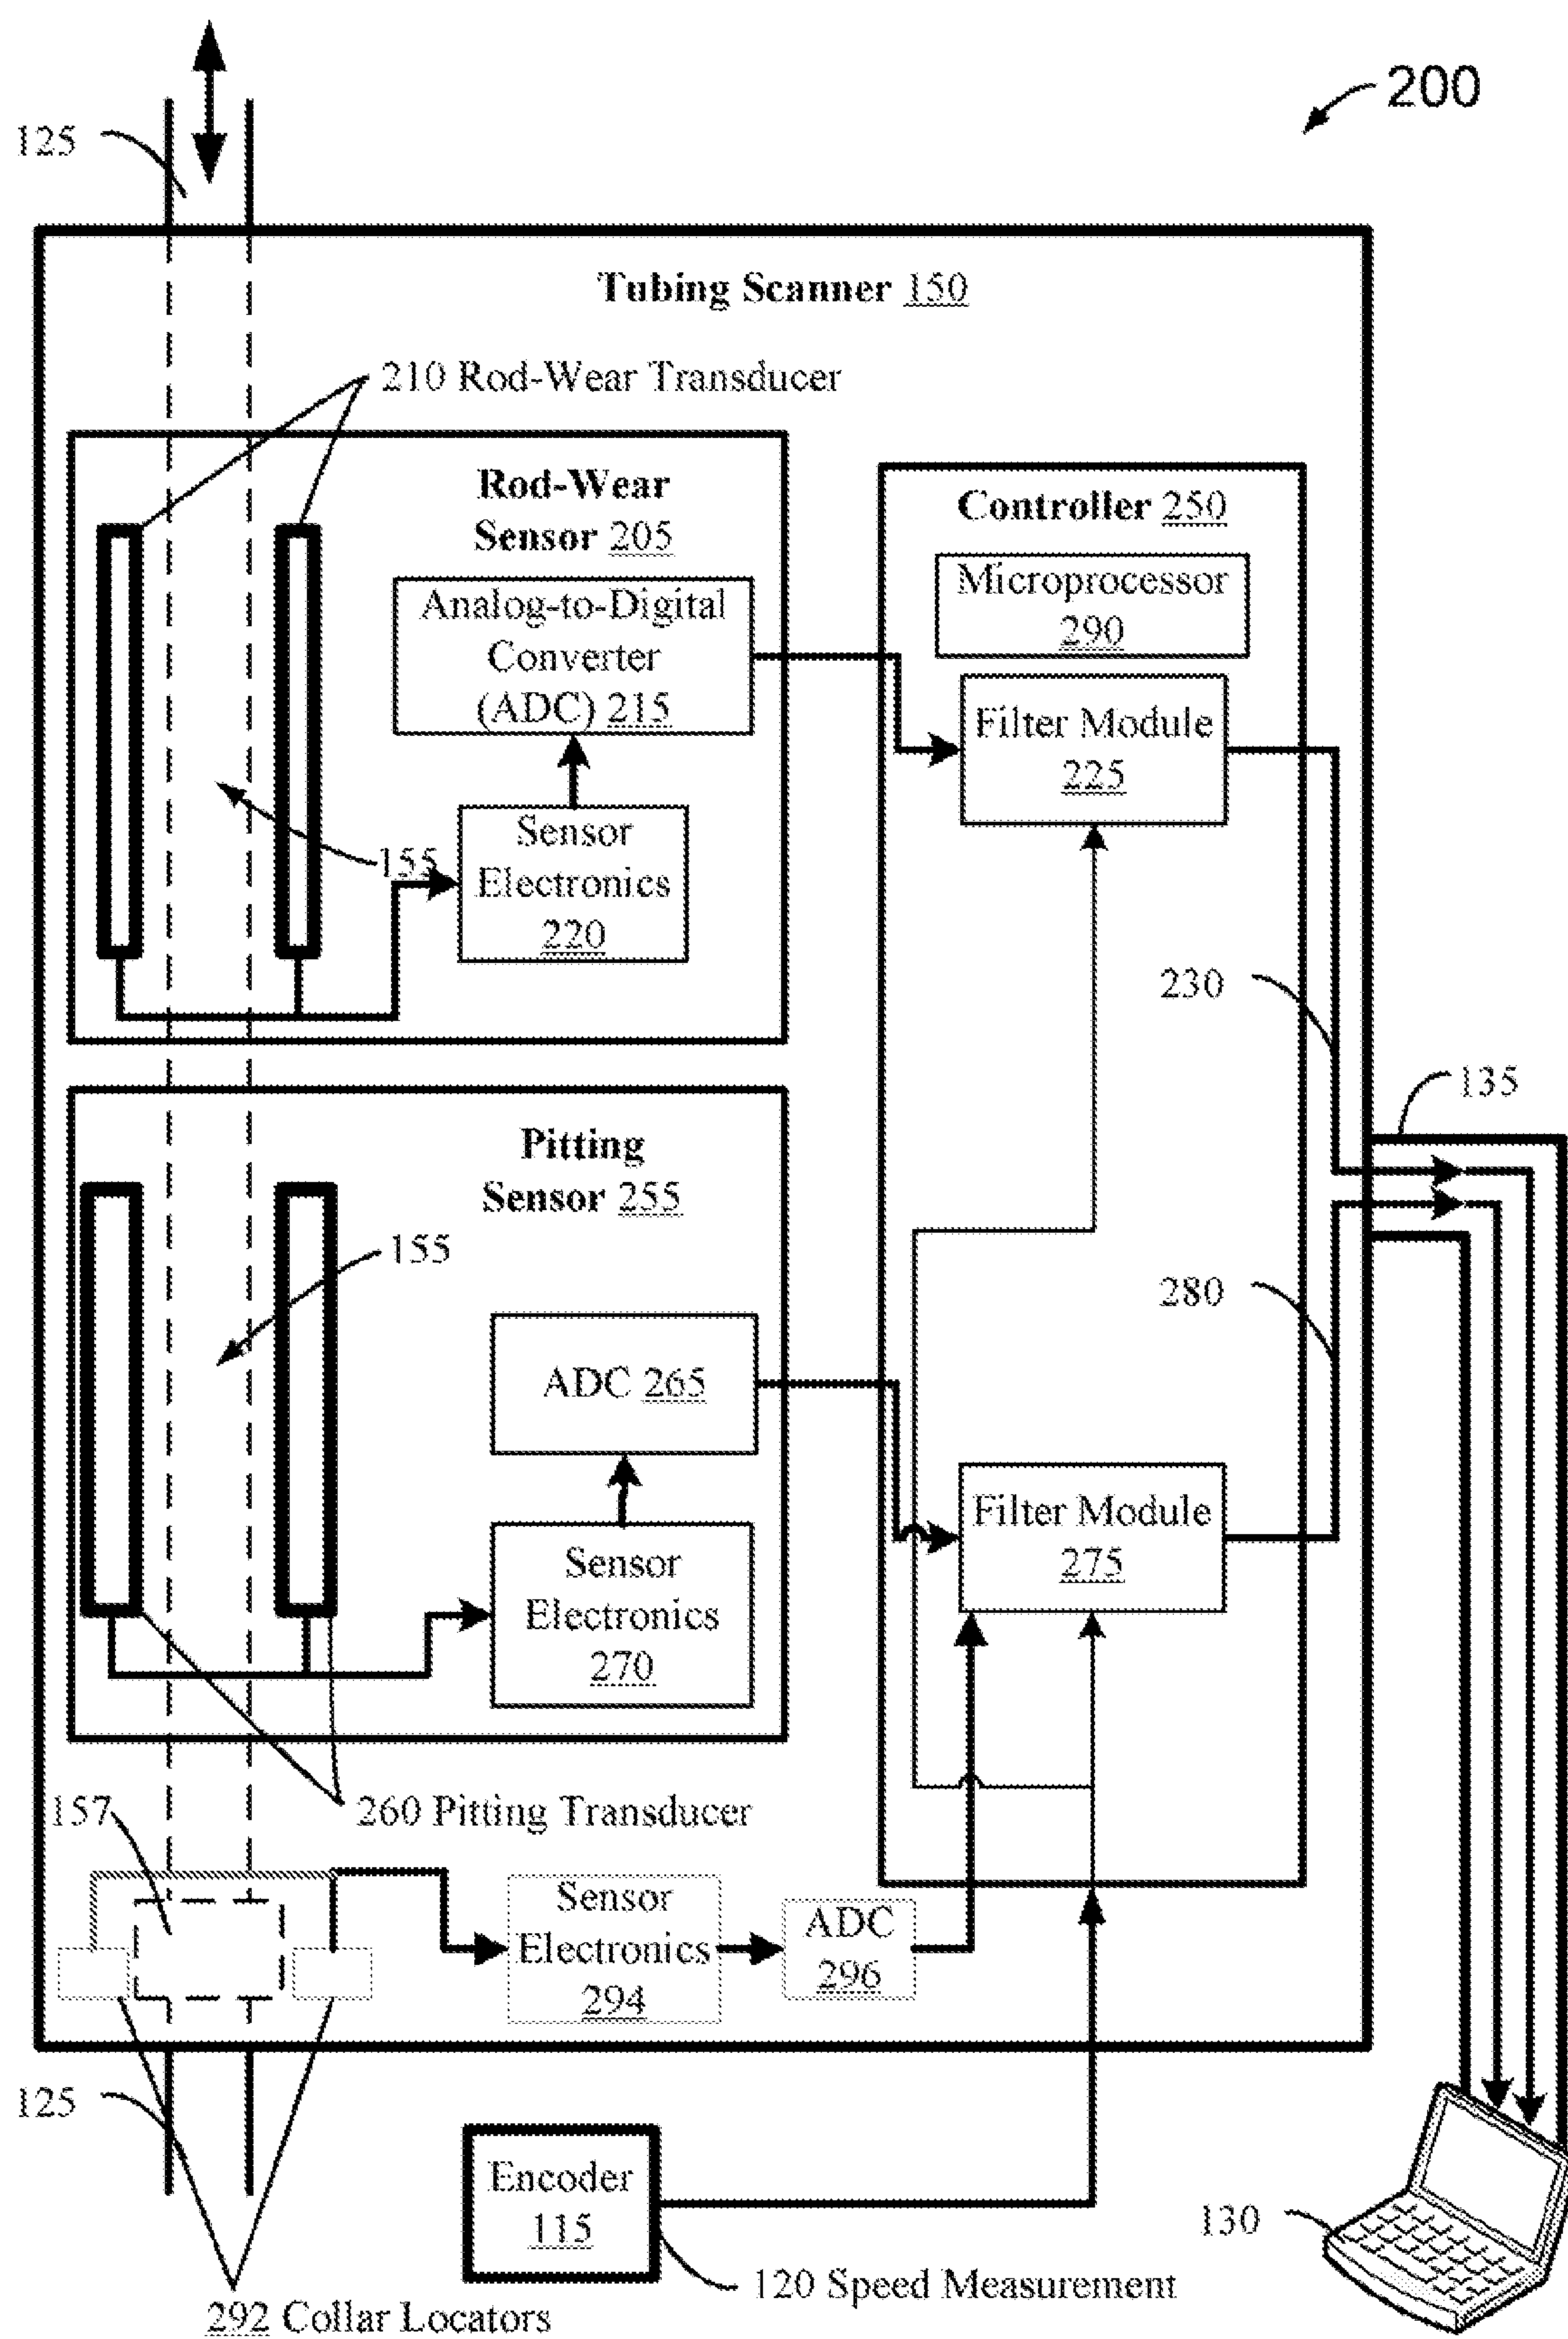 200
125
Tubing Scanner 150
210 Rod-Wear Transducer
Rod-Wear
Sensor 205
Analog-to-Digital
Converter
(ADC) 215
155
Sensor
Electronics
220
Controller 250
Microprocessor
290
Filter Module
225
230
135
Pitting
Sensor 255
155
ADC 265
Sensor
Electronics
270
280
Filter Module
275
260 Pitting Transducer
157
Sensor
Electronics
294
ADC
296
125
292 Collar Locators
Encoder
115
120 Speed Measurement
130